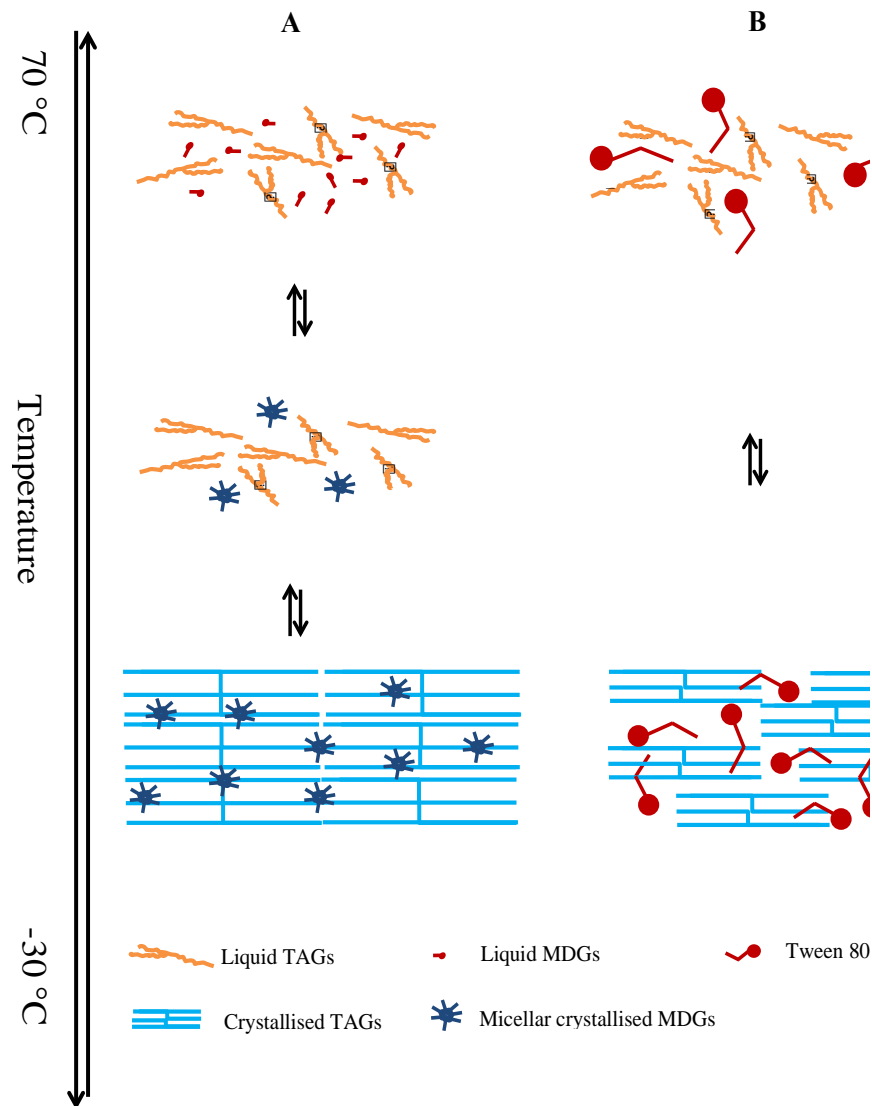 A
B
70 °C
Temperature
-30 °C
Liquid TAGs
Liquid MDGs
Tween 80
Crystallised TAGs
Micellar crystallised MDGs